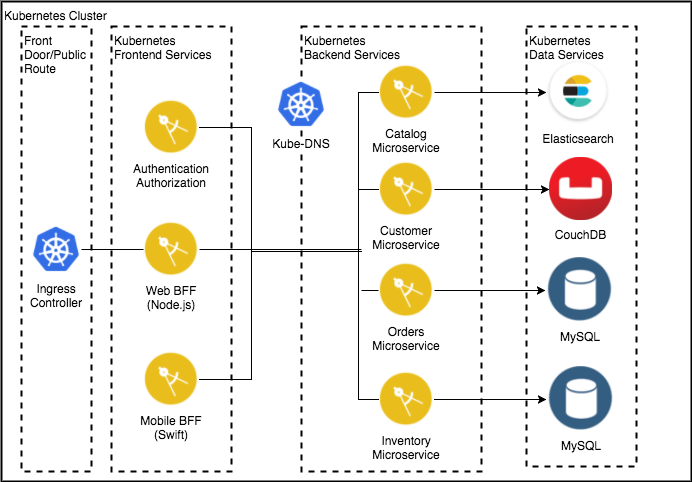 Kubernetes Cluster
Front
Door/Public
Route
Kubernetes
Frontend Services
Kubernetes
Backend Services
Kubernetes
Data Services
Kube-DNS
Authentication
Authorization
Catalog
Microservice
Elasticsearch
Customer
Microservice
CouchDB
Ingress
Controller
Web BFF
(Node.js)
Orders
Microservice
MySQL
Mobile BFF
(Swift)
Inventory
Microservice
MySQL